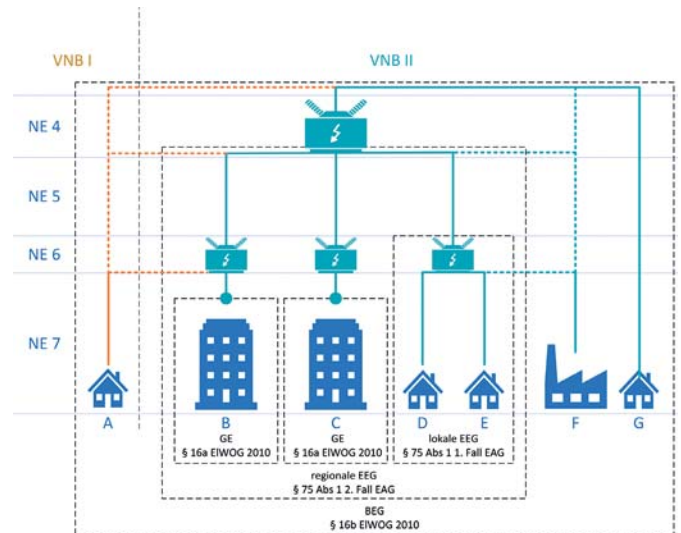 VNB I
VNB II
NE 4
NE 5
NE 6
NE 7
A
B
C
D
E
F
G
GE
§ 16a ElWOG 2010
GE
§ 16a ElWOG 2010
lokale EEG
§ 75 Abs 1 1. Fall EAG
regionale EEG
§ 75 Abs 1 2. Fall EAG
BEG
§ 16b ElWOG 2010